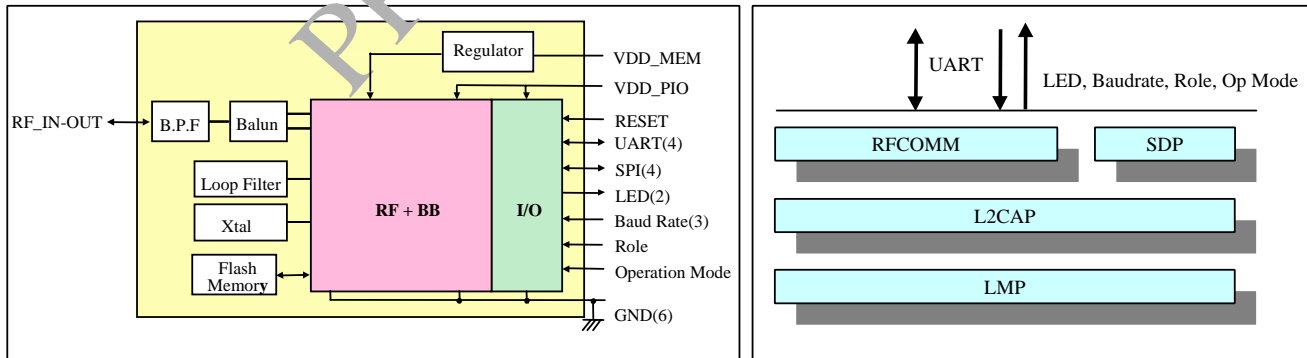 Regulator
VDD_MEM
VDD_PIO
RF_IN-OUT
B.P.F
Balun
RESET
UART(4)
SPI(4)
LED(2)
Loop Filter
RF + BB
I/O
Xtal
Baud Rate(3)
Role
Flash
Memory
Operation Mode
GND(6)
UART
LED, Baudrate, Role, Op Mode
RFCOMM
SDP
L2CAP
LMP